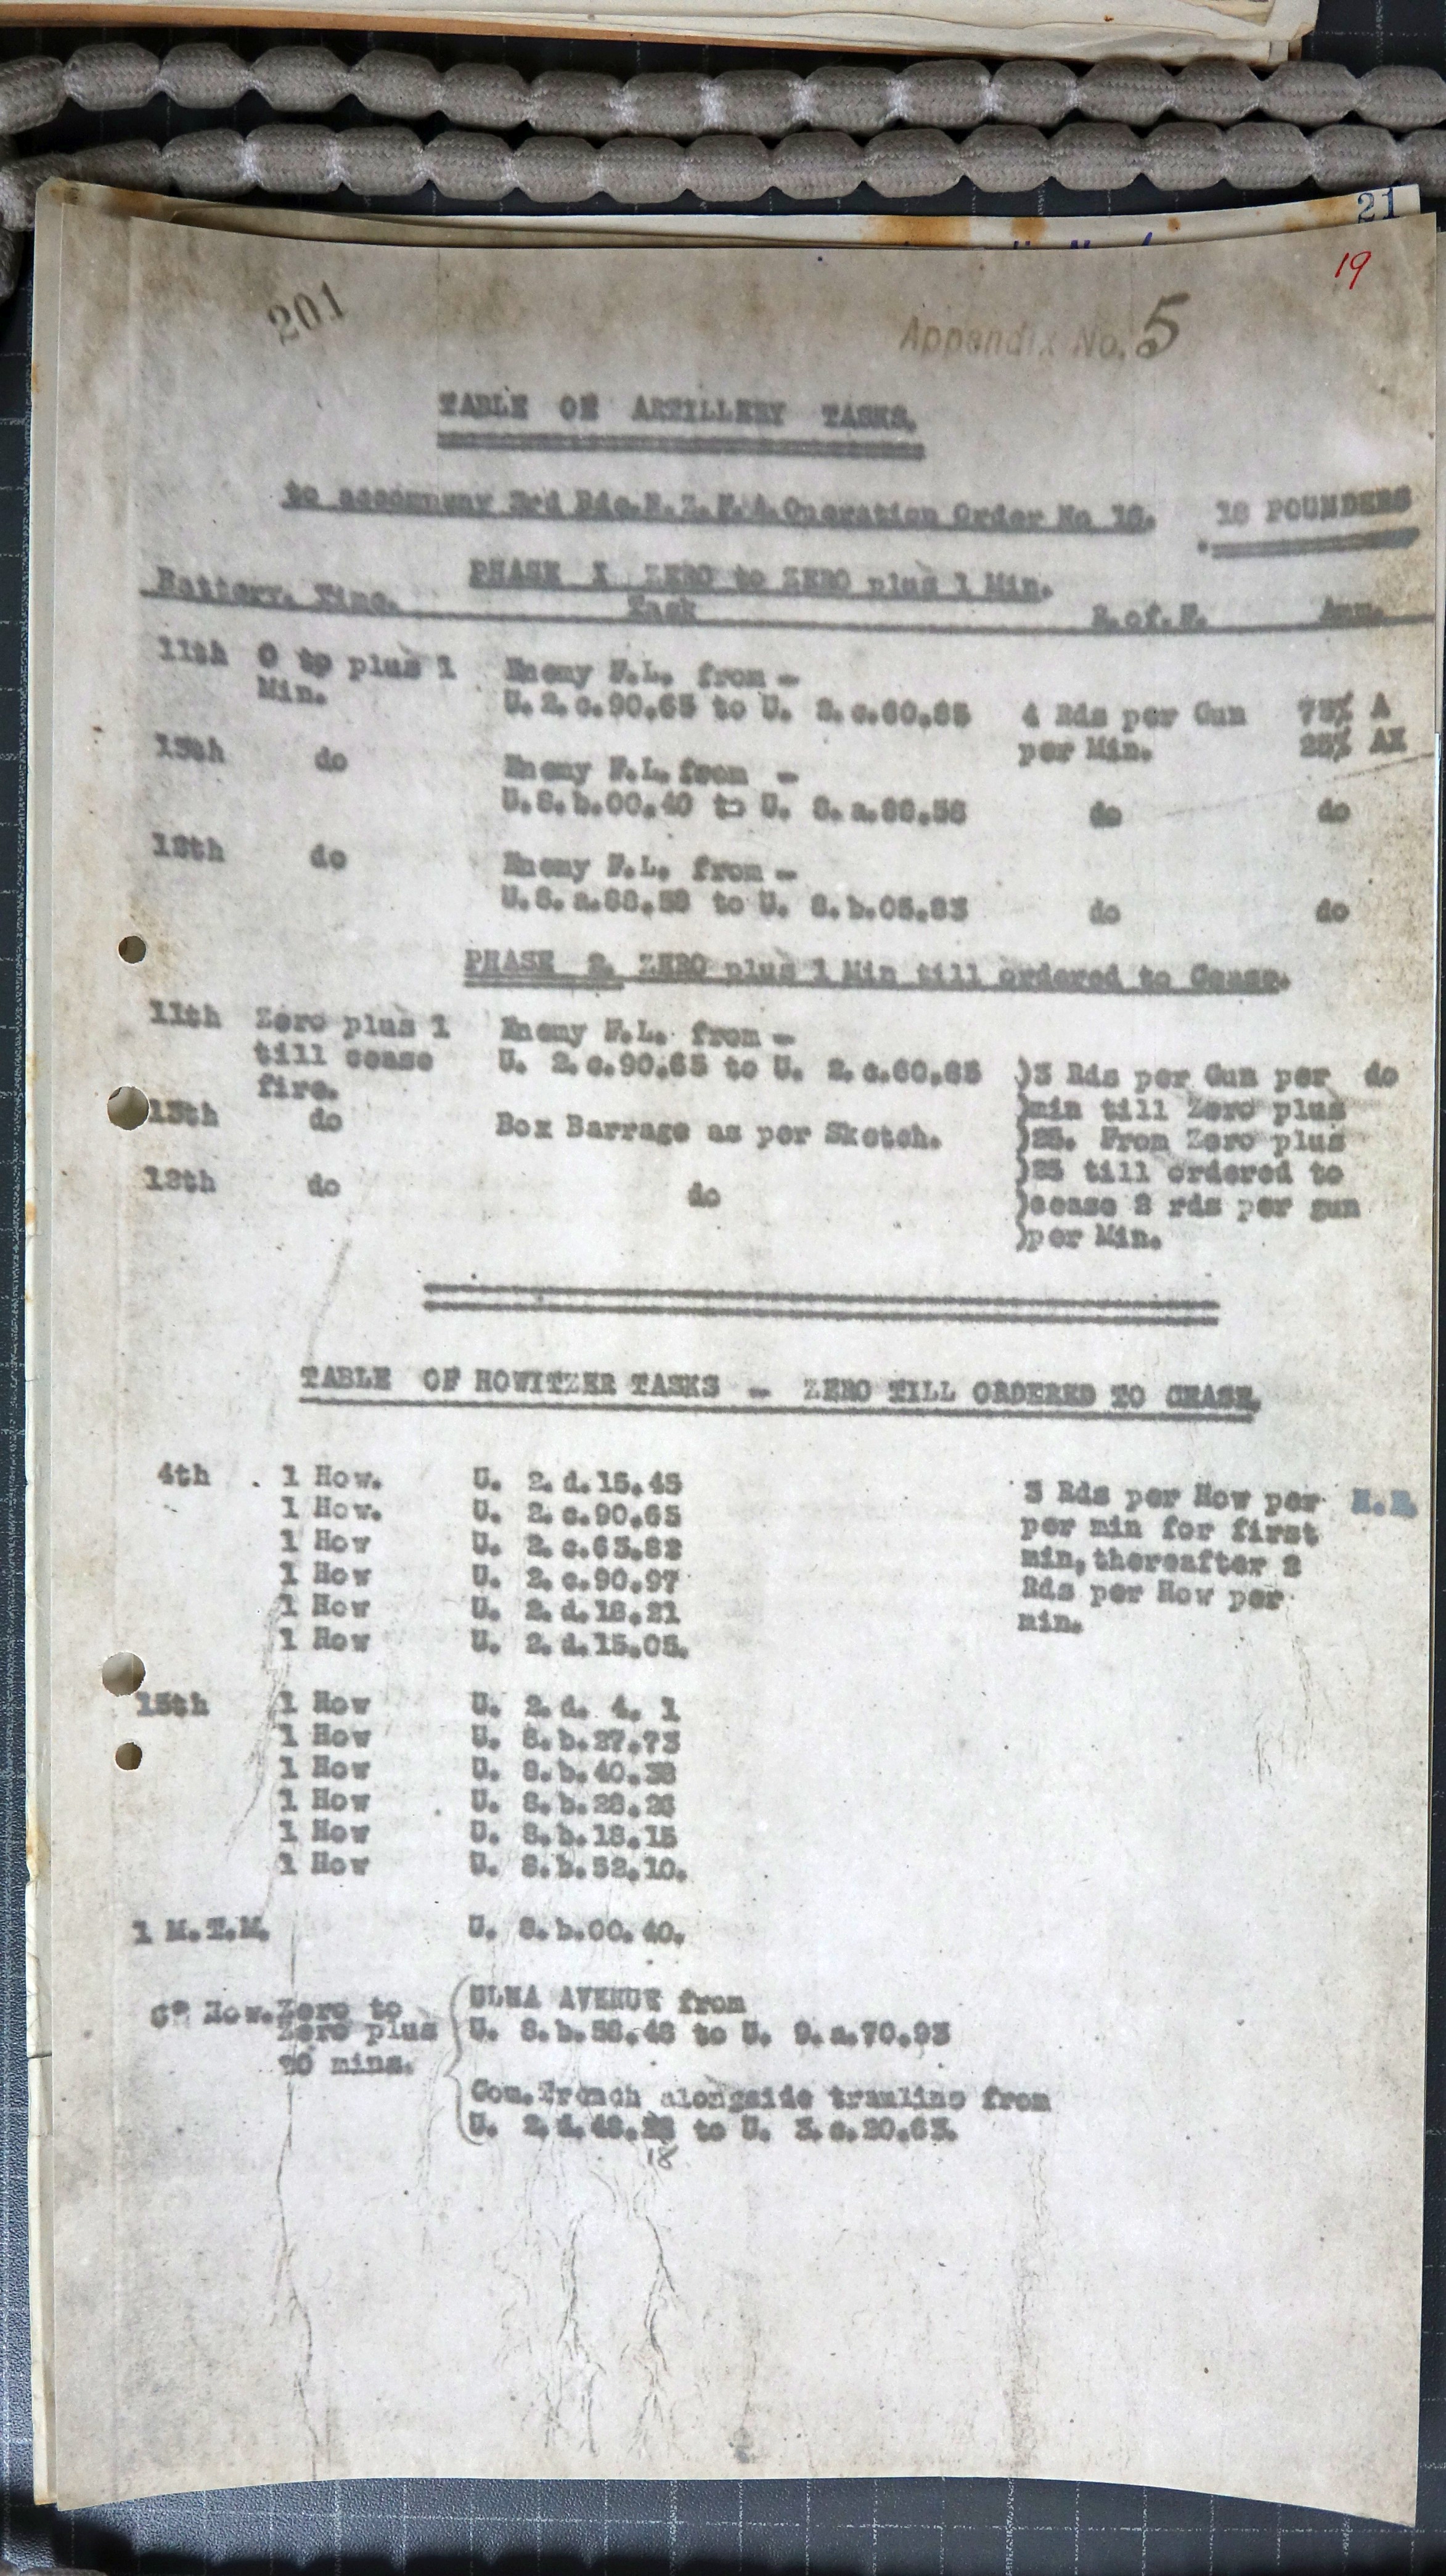 21
19
201
Appendix No. 5
TABLE OF ARTILLERY TASKS.
to accompany 3rd Bde. N.Z.F.A. Operation Order No 16. 18 POUNDERS
PHASE I ZERO to ZERO plus 1 Min.
Battery. Time. Task R.of.F. Amm.
11th 0 to plus 1 Enemy F.L. from -
Min. U.2.c.90.65 to U. 2.c.60.85 4 Rds per Gun 75% A
per Min. 25% AX
13th do Enemy F.L. from -
U.8.b.00.40 to U. 8.a.88.58 do do
12th do Enemy F.L. from -
U.8.a.88.58 to U. 8.b.05.83 do do
PHASE 2. ZERO plus 1 Min till ordered to Cease.
11th Zero plus 1 Enemy F.L. from -
till cease U. 2.c.90.65 to U. 2.c.60.85 )3 Rds per Gun per do
fire. )min till Zero plus
13th do Box Barrage as per Sketch. )25. From Zero plus
)25 till ordered to
12th do do )cease 2 rds per gun
)per Min.
TABLE OF HOWITZER TASKS - ZERO TILL ORDERED TO CEASE.
4th 1 How. U. 2.d.15.45 3 Rds per How per H.E.
1 How. U. 2.c.90.65 per min for first
1 How U. 2.c.63.82 min, thereafter 2
1 How U. 2.c.90.97 Rds per How per
1 How U. 2.d.18.21 min.
1 How U. 2.d.15.05.
15th 1 How U. 2.d. 4. 1
1 How U. 8.b.27.73
1 How U. 8.b.40.38
1 How U. 8.b.28.26
1 How U. 8.b.18.15
1 How U. 8.b.52.10.
1 M.T.M. U. 8.b.00.40.
6" How. Zero to ULNA AVENUE from
Zero plus U. 8.b.58.48 to U. 9.a.70.93
20 mins.
Com. Trench alongside tramline from
U. 2.d.48. to U. 3.c.20.63.
18